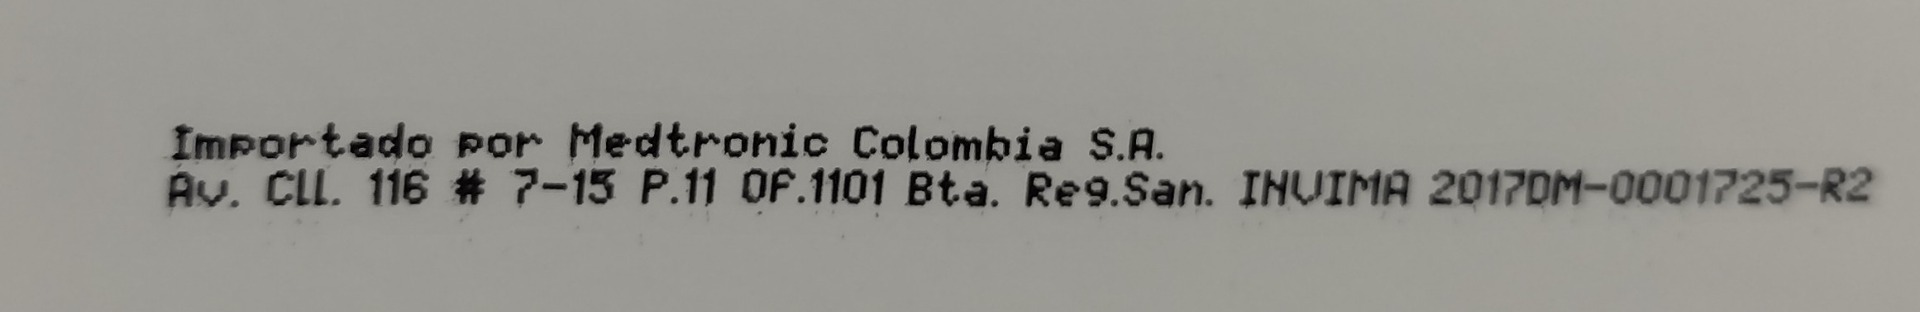 Importado por Medtronic Colombia S.A.
Av. Cll. 116 # 7-15 P.11 OF.1101 Bta. Reg.San. INVIMA 2017DM-0001725-R2